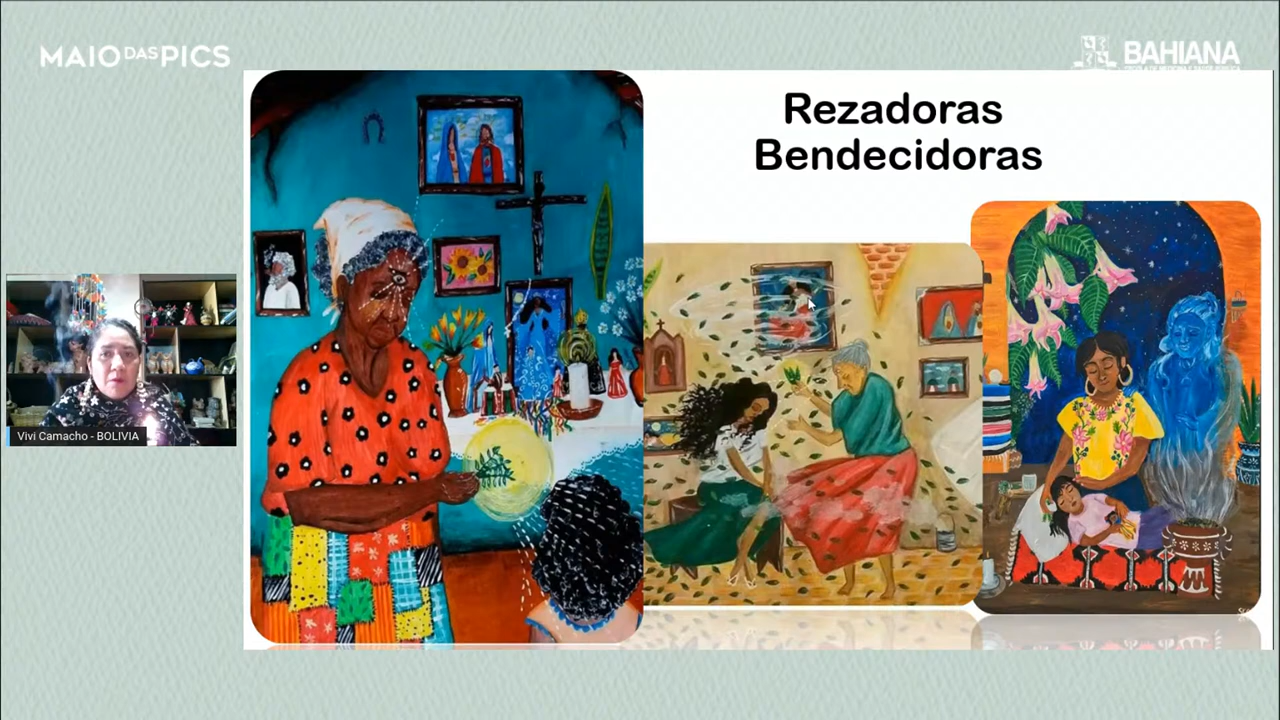 MAIO DAS PICS
BAHIANA
Rezadoras
Bendecidoras
Vivi Camacho - BOLIVIA